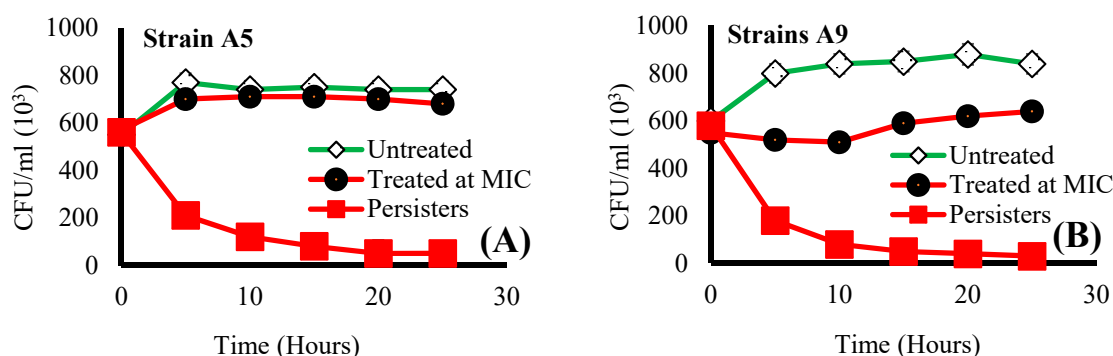 Strain A5
CFU/ml (10³)
1000
800
600
400
200
0
Untreated
Treated at MIC
Persisters
(A)
0 10 20 30
Time (Hours)
Strains A9
CFU/ml (10³)
1000
800
600
400
200
0
Untreated
Treated at MIC
Persisters
(B)
0 10 20 30
Time (Hours)